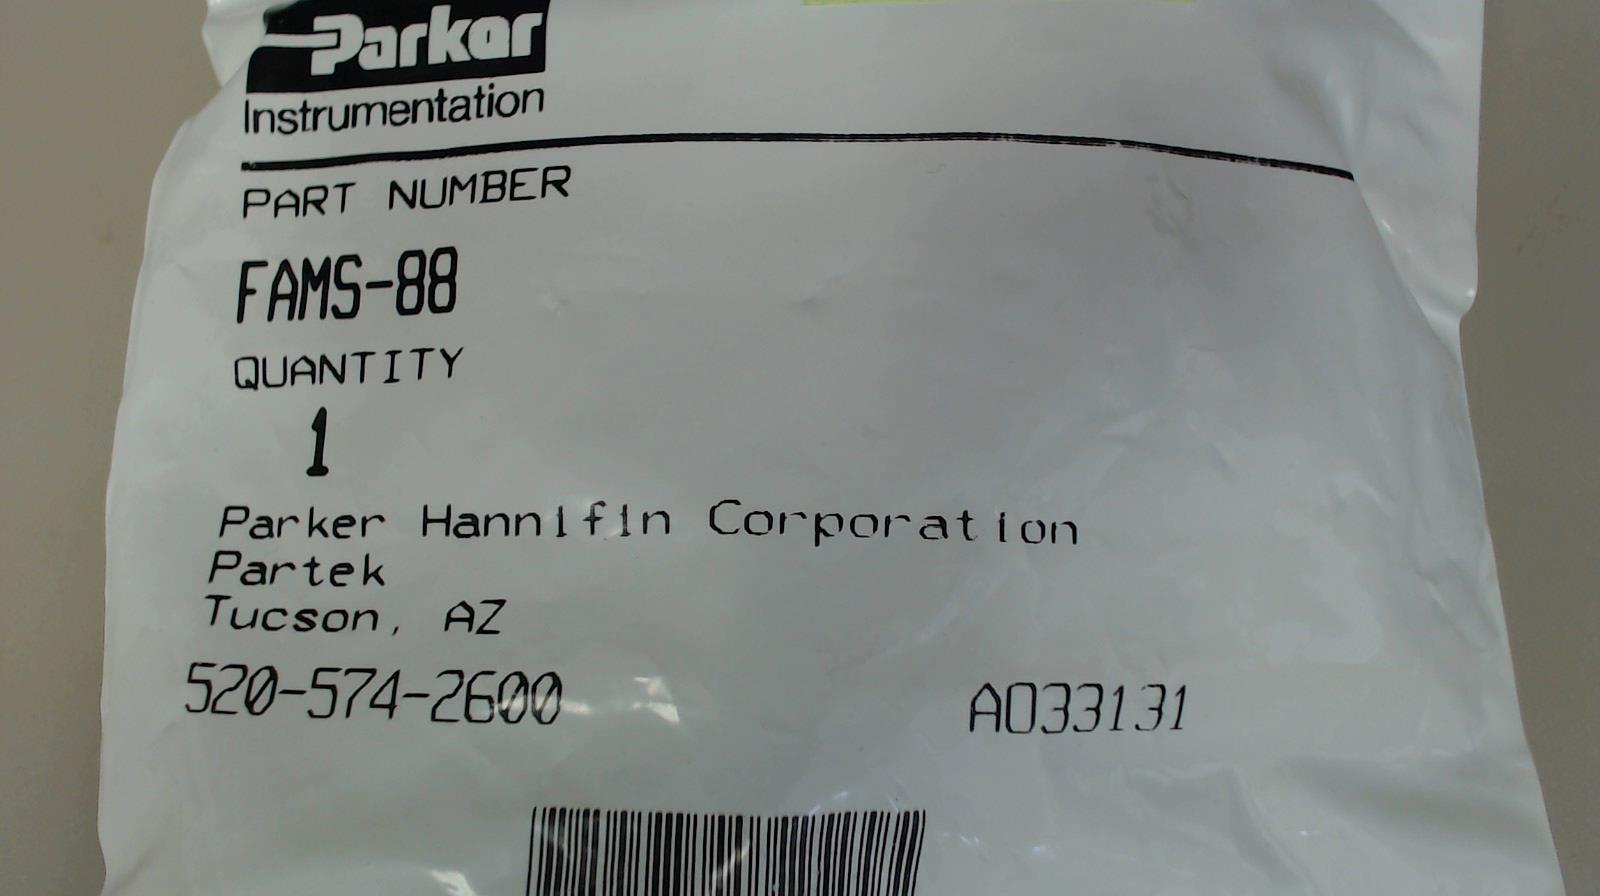 Parker
Instrumentation
PART NUMBER
FAMS-88
QUANTITY
1
Parker Hannifin Corporation
Partek
Tucson, AZ
520-574-2600
A033131